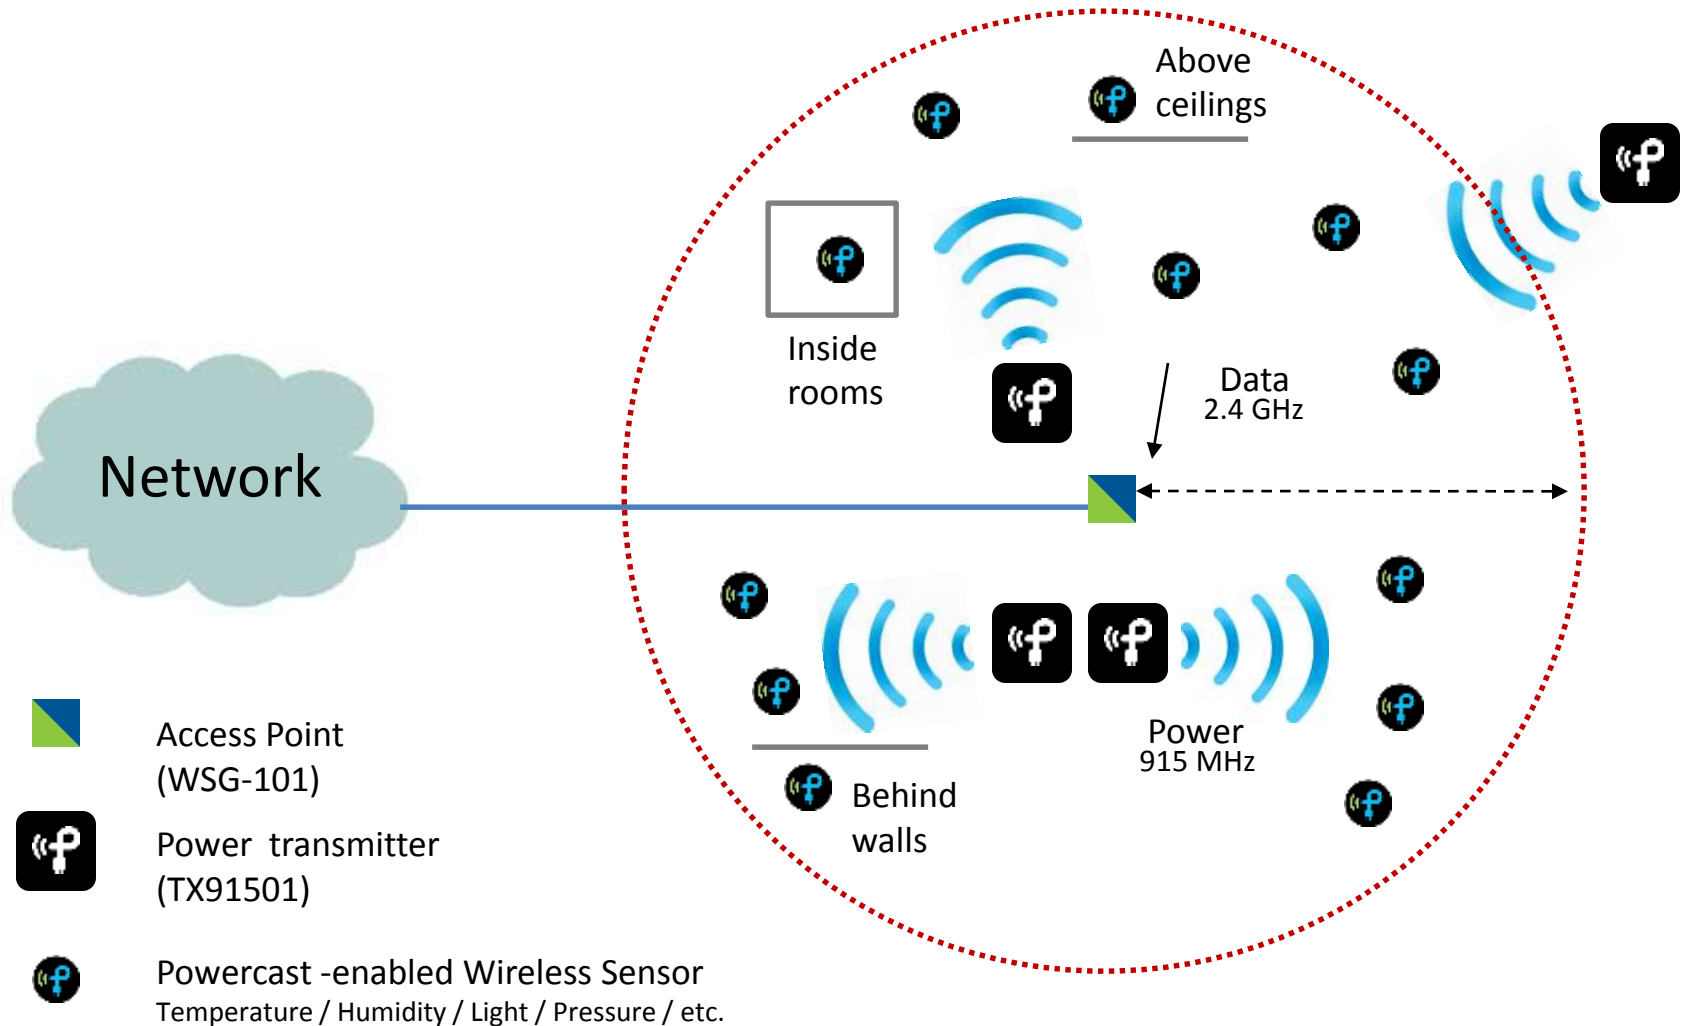 Above
ceilings
Inside
rooms
Data
2.4 GHz
Network
Power
915 MHz
Behind
walls
Access Point
(WSG-101)
Power transmitter
(TX91501)
Powercast -enabled Wireless Sensor
Temperature / Humidity / Light / Pressure / etc.